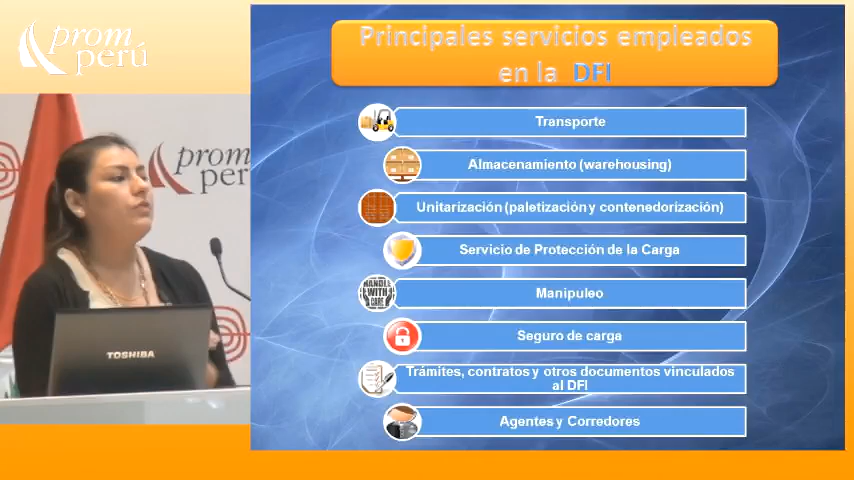 prom
perú
prom
perú
TOSHIBA
Principales servicios empleados
en la DFI
Transporte
Almacenamiento (warehousing)
Unitarización (paletización y contenedorización)
Servicio de Protección de la Carga
HANDLE
WITH
CARE
Manipuleo
Seguro de carga
Trámites, contratos y otros documentos vinculados
al DFI
Agentes y Corredores